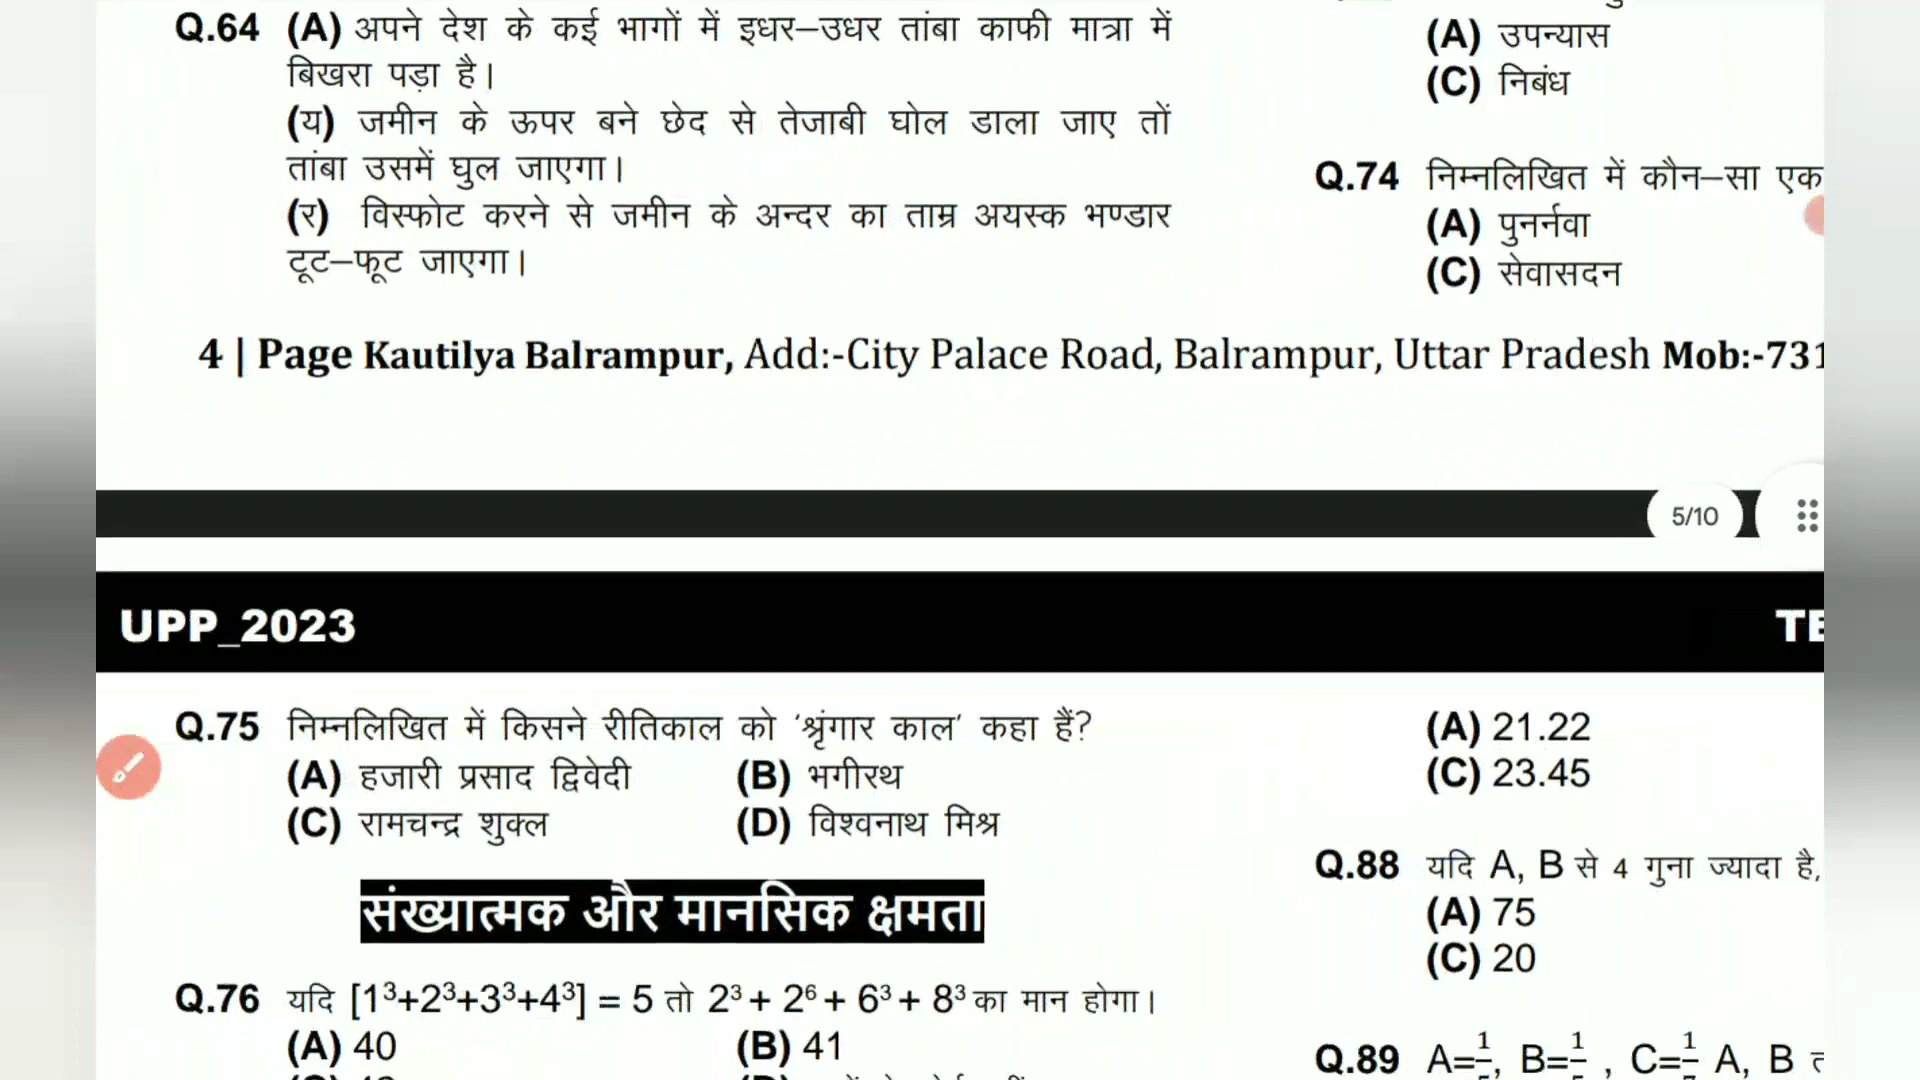 Q.64 (A) अपने देश के कई भागों में इधर–उधर तांबा काफी मात्रा में
बिखरा पड़ा है।
(य) जमीन के ऊपर बने छेद से तेजाबी घोल डाला जाए तों
तांबा उसमें घुल जाएगा।
(र) विस्फोट करने से जमीन के अन्दर का ताम्र अयस्क भण्डार
टूट–फूट जाएगा।
(A) उपन्यास
(C) निबंध
Q.74 निम्नलिखित में कौन–सा एक
(A) पुनर्नवा
(C) सेवासदन
4 | Page Kautilya Balrampur, Add:-City Palace Road, Balrampur, Uttar Pradesh Mob:-731
5/10
UPP_2023
TE
Q.75 निम्नलिखित में किसने रीतिकाल को ‘श्रृंगार काल’ कहा हैं?
(A) हजारी प्रसाद द्विवेदी (B) भगीरथ
(C) रामचन्द्र शुक्ल (D) विश्वनाथ मिश्र
संख्यात्मक और मानसिक क्षमता
Q.76 यदि [1³+2³+3³+4³] = 5 तो 2³ + 2⁶ + 6³ + 8³ का मान होगा।
(A) 40 (B) 41
(A) 21.22
(C) 23.45
Q.88 यदि A, B से 4 गुना ज्यादा है,
(A) 75
(C) 20
Q.89